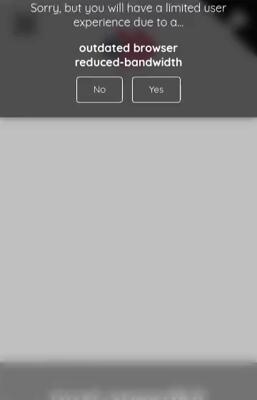 Sorry, but you will have a limited user
experience due to a...
outdated browser
reduced-bandwidth
No
Yes